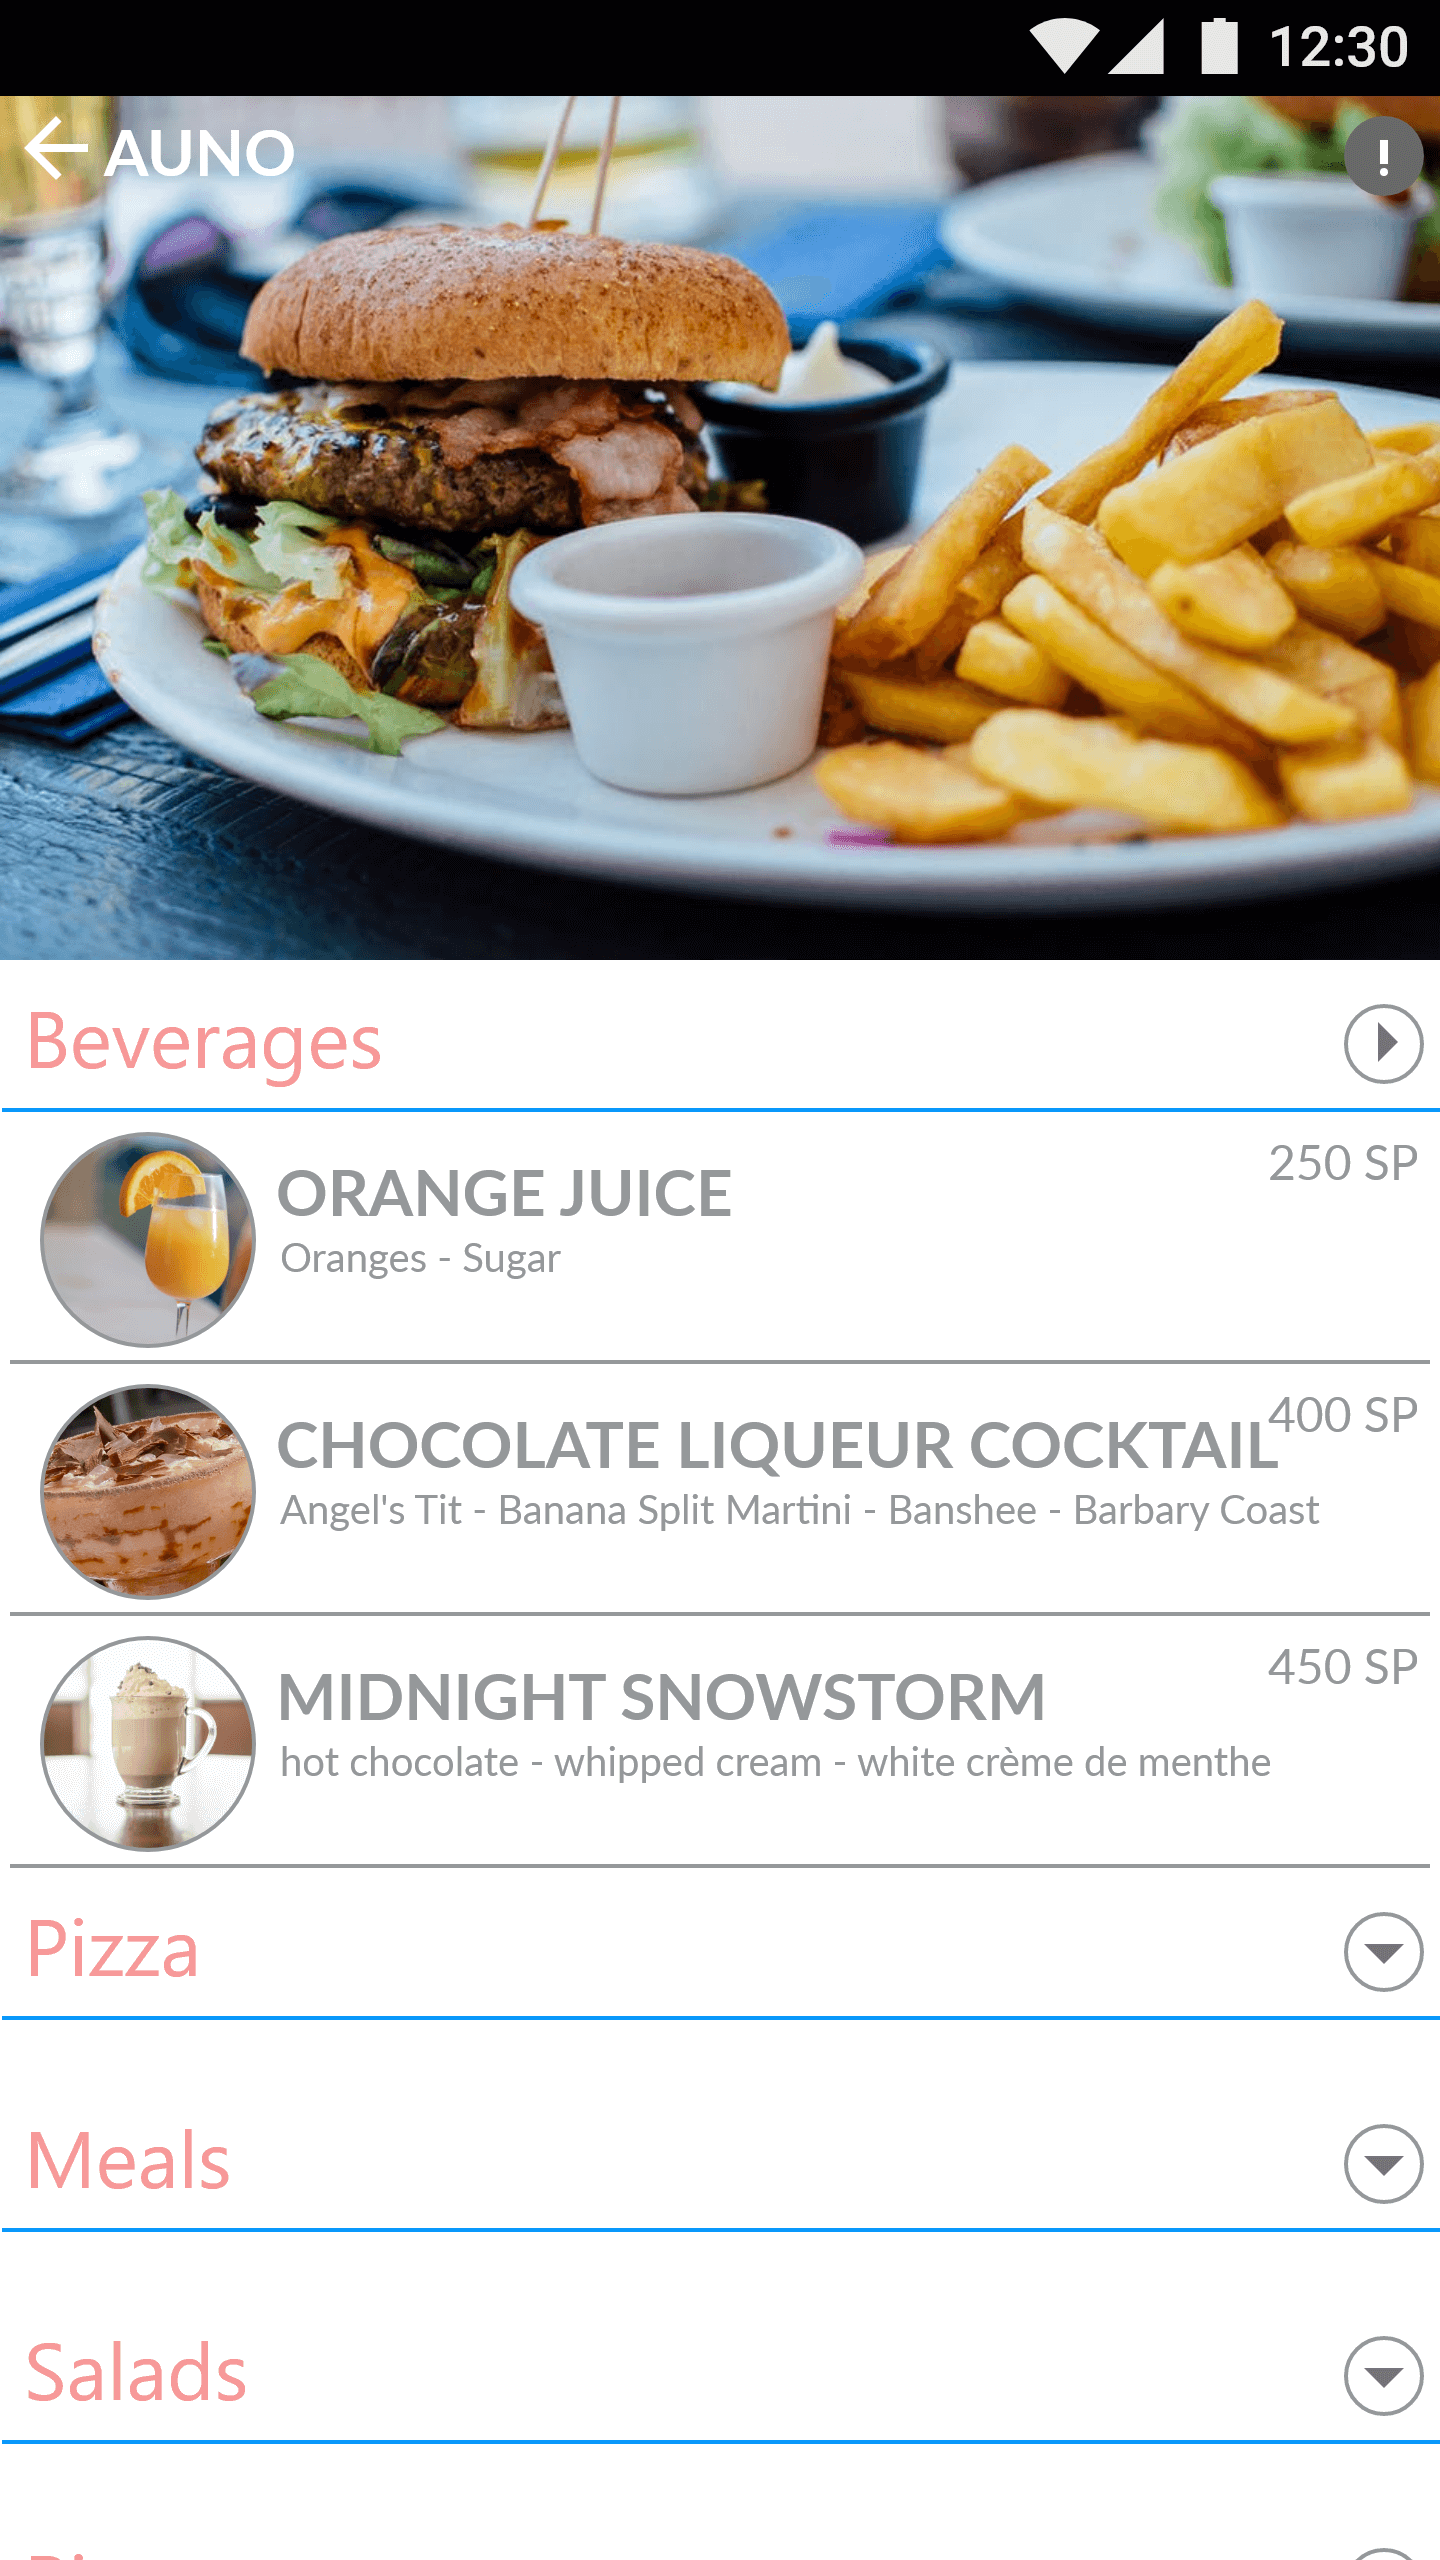 12:30
AUNO
Beverages
250 SP
ORANGE JUICE
Oranges - Sugar
400 SP
CHOCOLATE LIQUEUR COCKTAIL
Angel's Tit - Banana Split Martini - Banshee - Barbary Coast
450 SP
MIDNIGHT SNOWSTORM
hot chocolate - whipped cream - white crème de menthe
Pizza
Meals
Salads